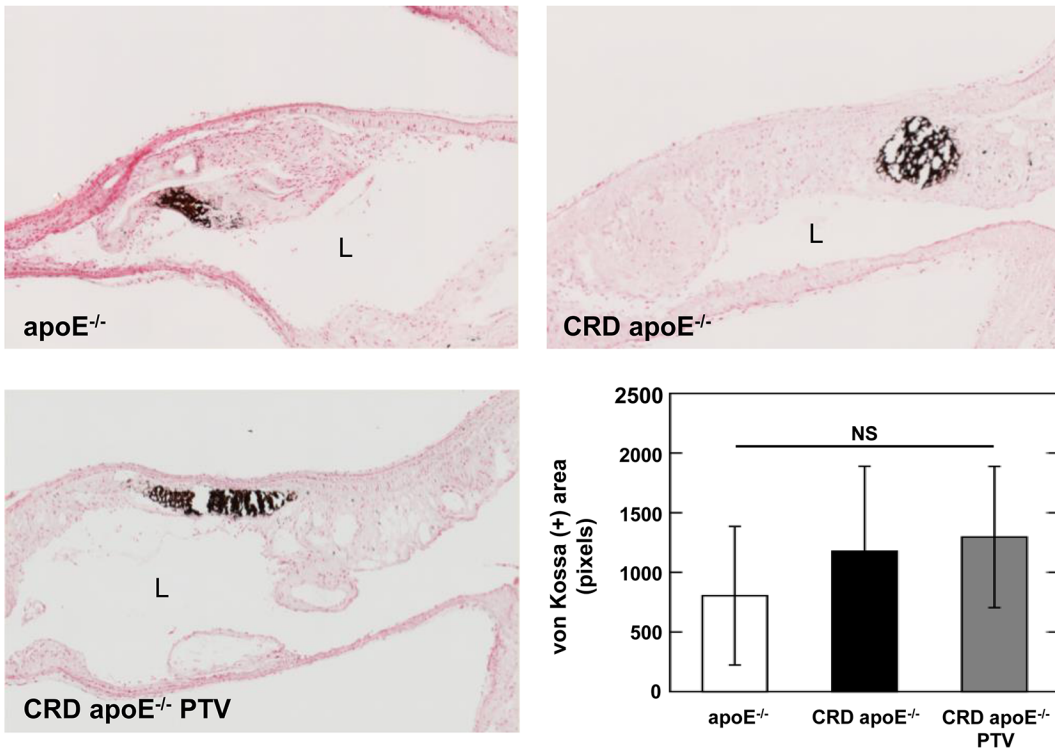 L
apoE-/-
L
CRD apoE-/-
L
CRD apoE-/- PTV
von Kossa (+) area
(pixels)
2500
2000
1500
1000
500
0
NS
apoE-/-
CRD apoE-/-
CRD apoE-/-
PTV